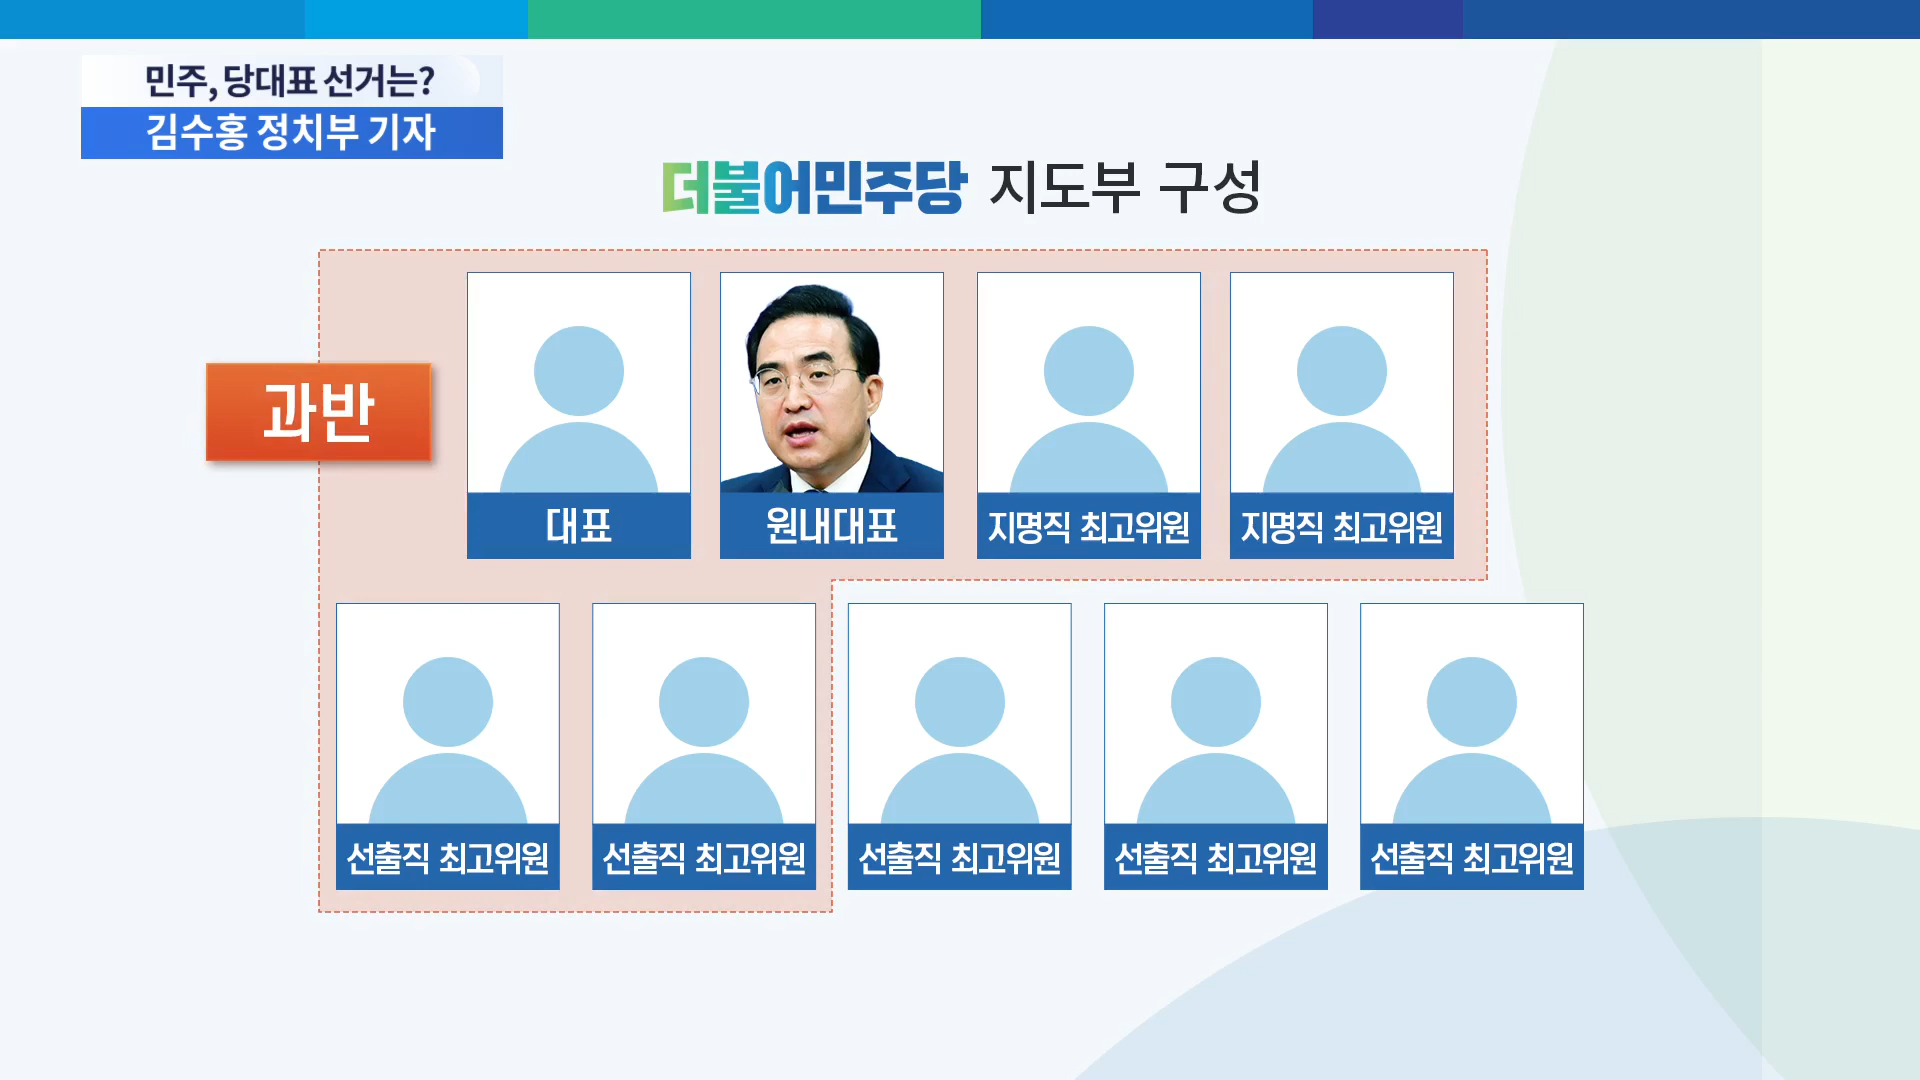 민주, 당대표 선거는?
김수홍 정치부 기자
더불어민주당 지도부 구성
과반
대표
원내대표
지명직 최고위원
지명직 최고위원
선출직 최고위원
선출직 최고위원
선출직 최고위원
선출직 최고위원
선출직 최고위원